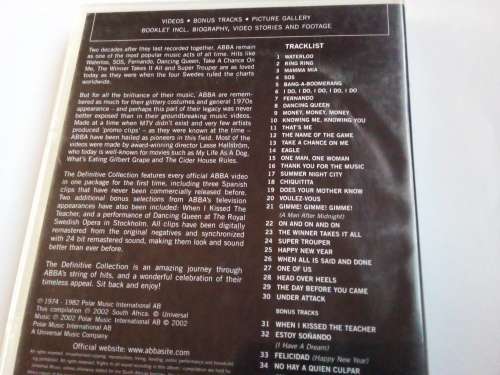 VIDEOS • BONUS TRACKS • PICTURE GALLERY
BOOKLET INCL. BIOGRAPHY, VIDEO STORIES AND FOOTAGE
Two decades after they last recorded together, ABBA remain
as one of the most popular music acts of all time. Hits like
Waterloo, SOS, Fernando, Dancing Queen, Take A Chance On
Me, The Winner Takes It All and Super Trouper are as loved
today as they were when the four Swedes ruled the charts
worldwide.
But for all the brilliance of their music, ABBA are remem-
bered as much for their glittery costumes and general 1970s
appearance – and perhaps this part of their legacy was never
better exposed than in their groundbreaking music videos.
Made at a time when MTV didn't exist and very few artists
produced 'promo clips' – as they were known at the time –
ABBA have been hailed as pioneers in this field. Most of the
videos were made by award-winning director Lasse Hallström,
who today is well-known for movies such as My Life As A Dog,
What's Eating Gilbert Grape and The Cider House Rules.
The Definitive Collection features every official ABBA video
in one package for the first time, including three Spanish
clips that have never been commercially released before.
Two additional bonus selections from ABBA's television
appearances have also been included: When I Kissed The
Teacher, and a performance of Dancing Queen at The Royal
Swedish Opera in Stockholm. All clips have been digitally
remastered from the original negatives and synchronized
with 24 bit remastered sound, making them look and sound
better than ever before.
The Definitive Collection is an amazing journey through
ABBA's string of hits, and a wonderful celebration of their
timeless appeal. Sit back and enjoy!
℗ 1974 - 1982 Polar Music International AB
This compilation ℗ 2002 South Africa. © Universal
Music ℗ 2002 Polar Music International AB © 2002
Polar Music International AB
A Universal Music Company
Official website: www.abbasite.com
TRACKLIST
1 WATERLOO
2 RING RING
3 MAMMA MIA
4 SOS
5 BANG-A-BOOMERANG
6 I DO, I DO, I DO, I DO, I DO
7 FERNANDO
8 DANCING QUEEN
9 MONEY, MONEY, MONEY
10 KNOWING ME, KNOWING YOU
11 THAT'S ME
12 THE NAME OF THE GAME
13 TAKE A CHANCE ON ME
14 EAGLE
15 ONE MAN, ONE WOMAN
16 THANK YOU FOR THE MUSIC
17 SUMMER NIGHT CITY
18 CHIQUITITA
19 DOES YOUR MOTHER KNOW
20 VOULEZ-VOUS
21 GIMME! GIMME! GIMME!
(A Man After Midnight)
22 ON AND ON AND ON
23 THE WINNER TAKES IT ALL
24 SUPER TROUPER
25 HAPPY NEW YEAR
26 WHEN ALL IS SAID AND DONE
27 ONE OF US
28 HEAD OVER HEELS
29 THE DAY BEFORE YOU CAME
30 UNDER ATTACK
BONUS TRACKS
31 WHEN I KISSED THE TEACHER
32 ESTOY SOÑANDO
(I Have A Dream)
33 FELICIDAD (Happy New Year)
34 NO HAY A QUIEN CULPAR